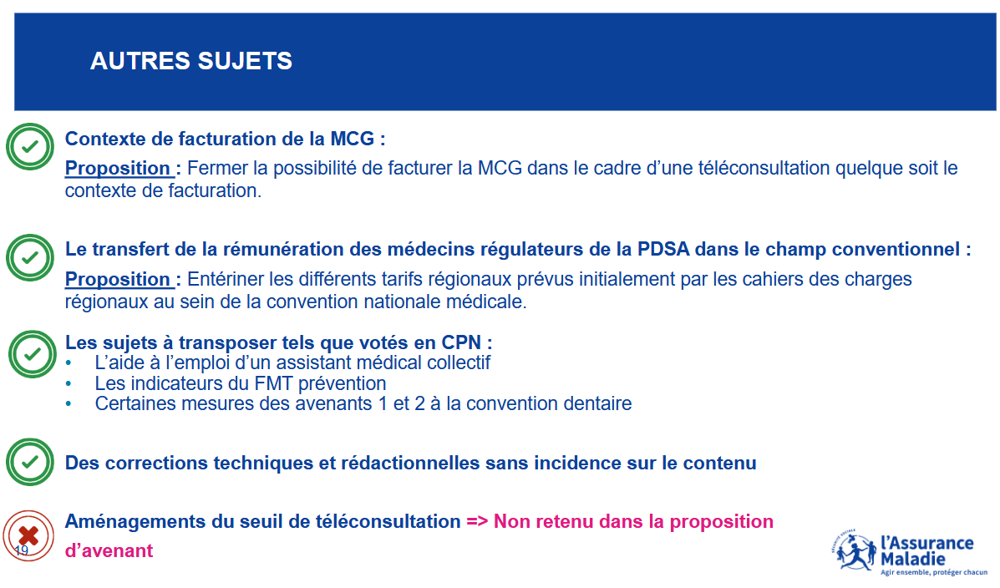 AUTRES SUJETS
Contexte de facturation de la MCG :
Proposition : Fermer la possibilité de facturer la MCG dans le cadre d’une téléconsultation quelque soit le
contexte de facturation.
Le transfert de la rémunération des médecins régulateurs de la PDSA dans le champ conventionnel :
Proposition : Entériner les différents tarifs régionaux prévus initialement par les cahiers des charges
régionaux au sein de la convention nationale médicale.
Les sujets à transposer tels que votés en CPN :
• L’aide à l’emploi d’un assistant médical collectif
• Les indicateurs du FMT prévention
• Certaines mesures des avenants 1 et 2 à la convention dentaire
Des corrections techniques et rédactionnelles sans incidence sur le contenu
Aménagements du seuil de téléconsultation => Non retenu dans la proposition
d’avenant
19
SÉCURITÉ SOCIALE
l’Assurance
Maladie
Agir ensemble, protéger chacun